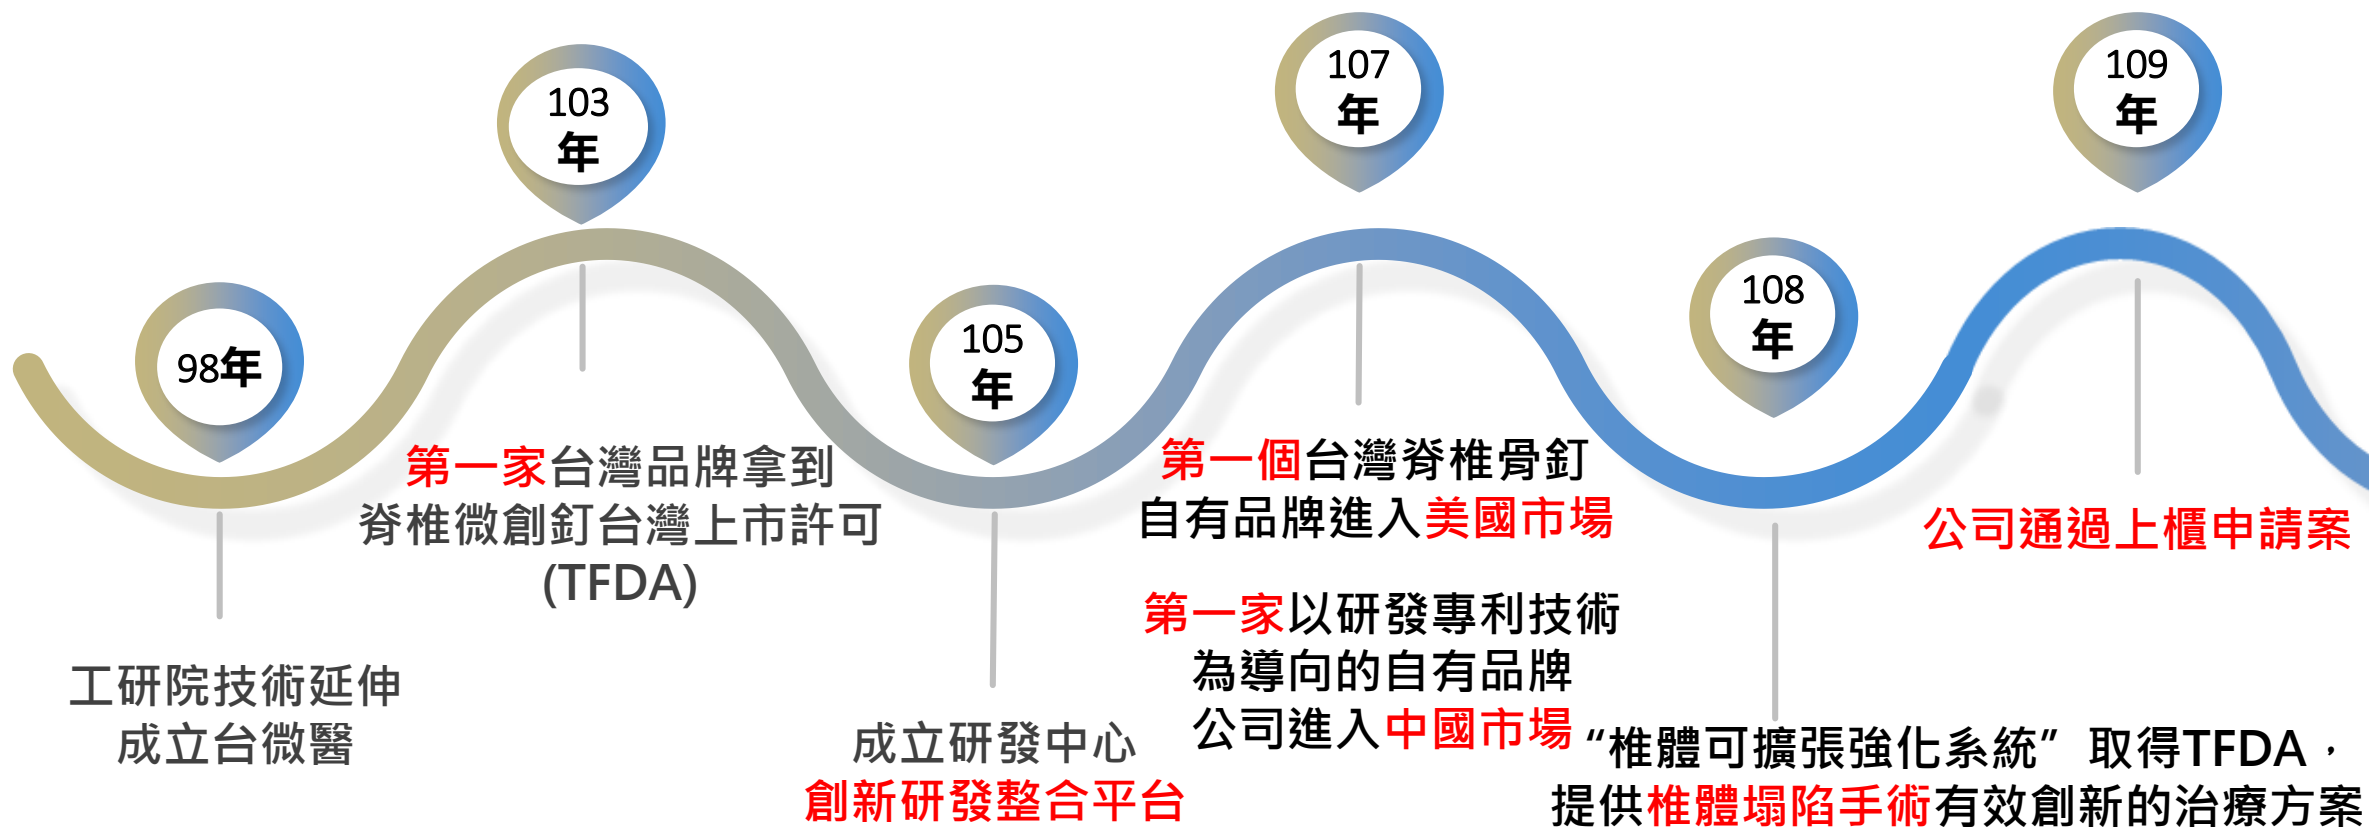 98年
工研院技術延伸
成立台微醫
103
年
第一家台灣品牌拿到
脊椎微創釘台灣上市許可
(TFDA)
105
年
成立研發中心
創新研發整合平台
107
年
第一個台灣脊椎骨釘
自有品牌進入美國市場
第一家以研發專利技術
為導向的自有品牌
公司進入中國市場
108
年
“椎體可擴張強化系統” 取得TFDA，
提供椎體塌陷手術有效創新的治療方案
109
年
公司通過上櫃申請案